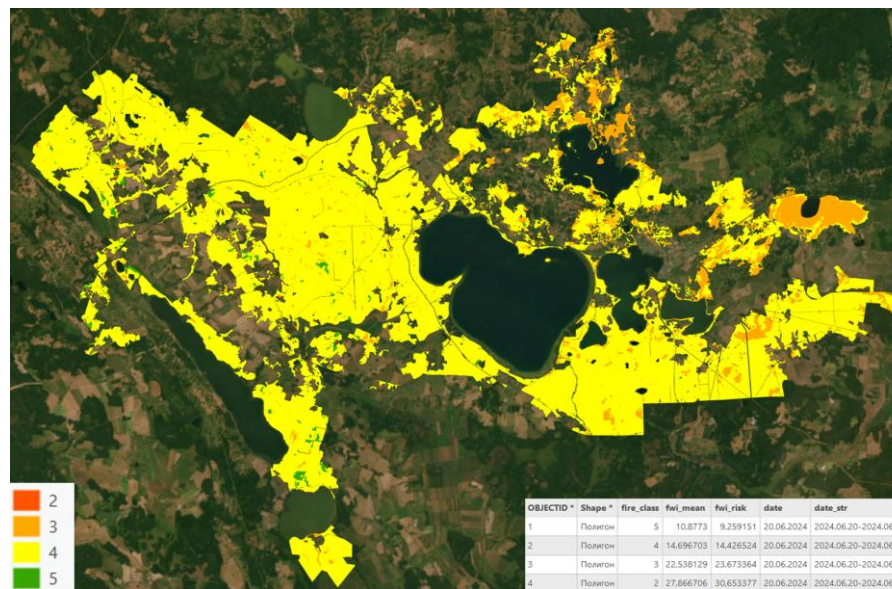 2
3
4
5
OBJECTID * Shape * fire_class fwi_mean fwi_risk date date_str
1 Полигон 5 10.8773 9.259151 20.06.2024 2024.06.20-2024.06
2 Полигон 4 14.696703 14.426524 20.06.2024 2024.06.20-2024.06
3 Полигон 3 22.538129 23.673364 20.06.2024 2024.06.20-2024.06
4 Полигон 2 27.866706 30.653377 20.06.2024 2024.06.20-2024.06